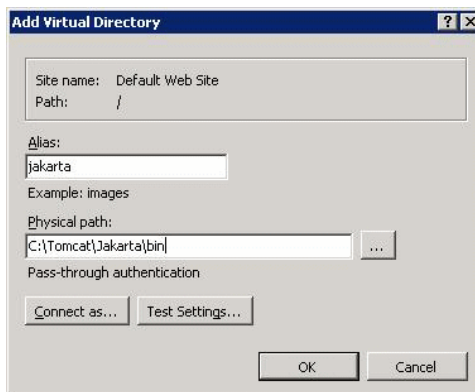 Add Virtual Directory
Site name: Default Web Site
Path: /
Alias:
jakarta
Example: images
Physical path:
C:\Tomcat\Jakarta\bin
...
Pass-through authentication
Connect as... Test Settings...
OK Cancel